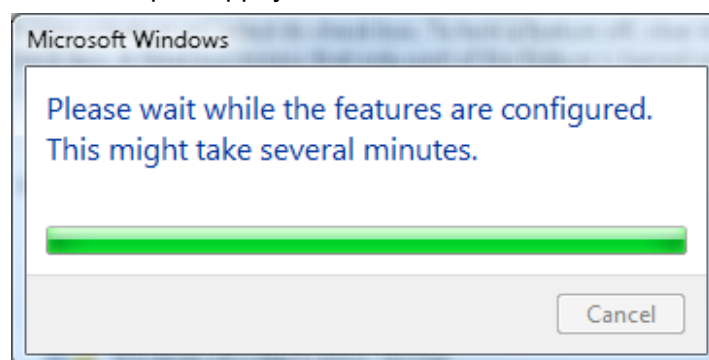 Microsoft Windows
Please wait while the features are configured.
This might take several minutes.
Cancel